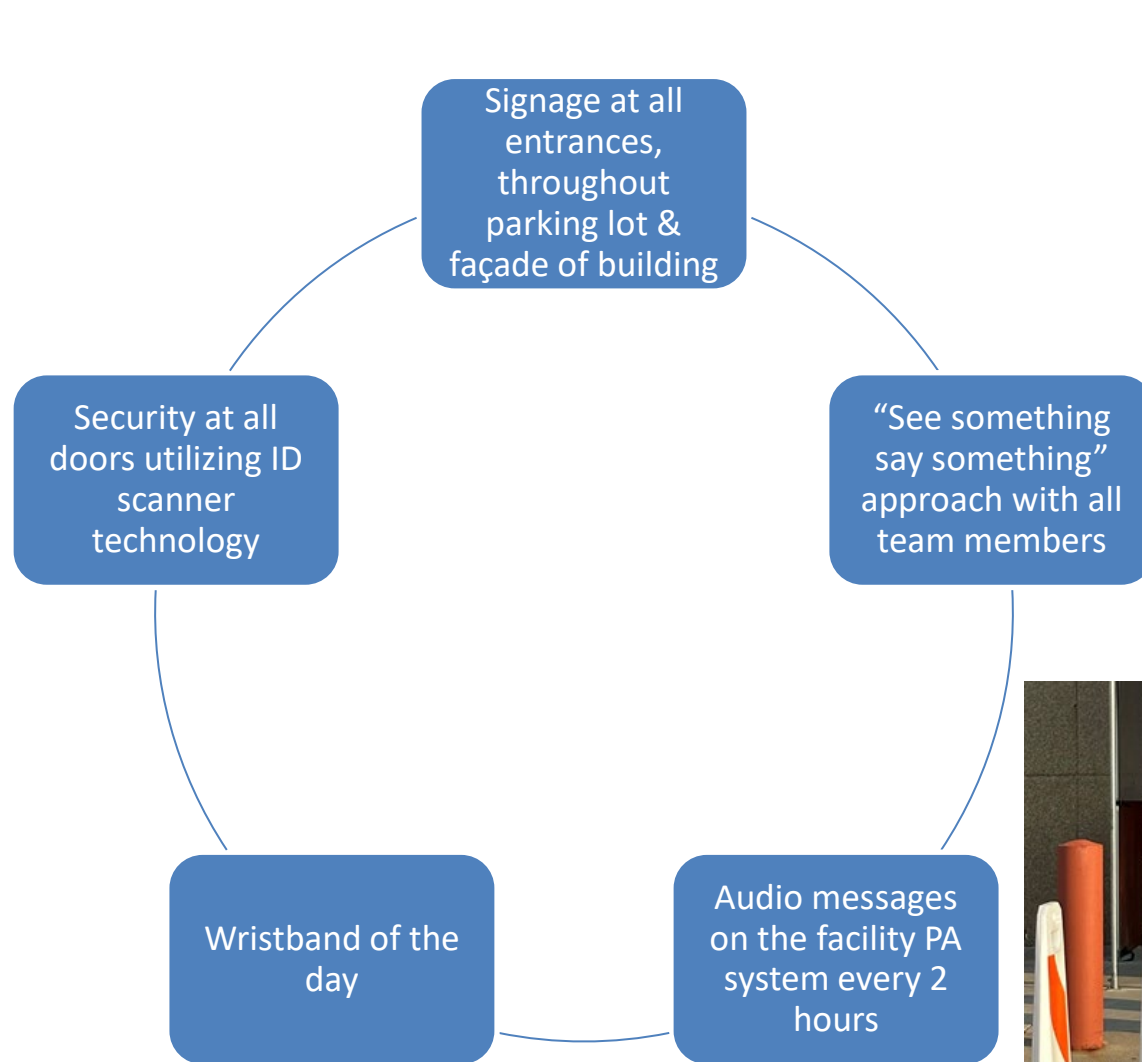 Signage at all
entrances,
throughout
parking lot &
façade of building
Security at all
doors utilizing ID
scanner
technology
“See something
say something”
approach with all
team members
Wristband of the
day
Audio messages
on the facility PA
system every 2
hours